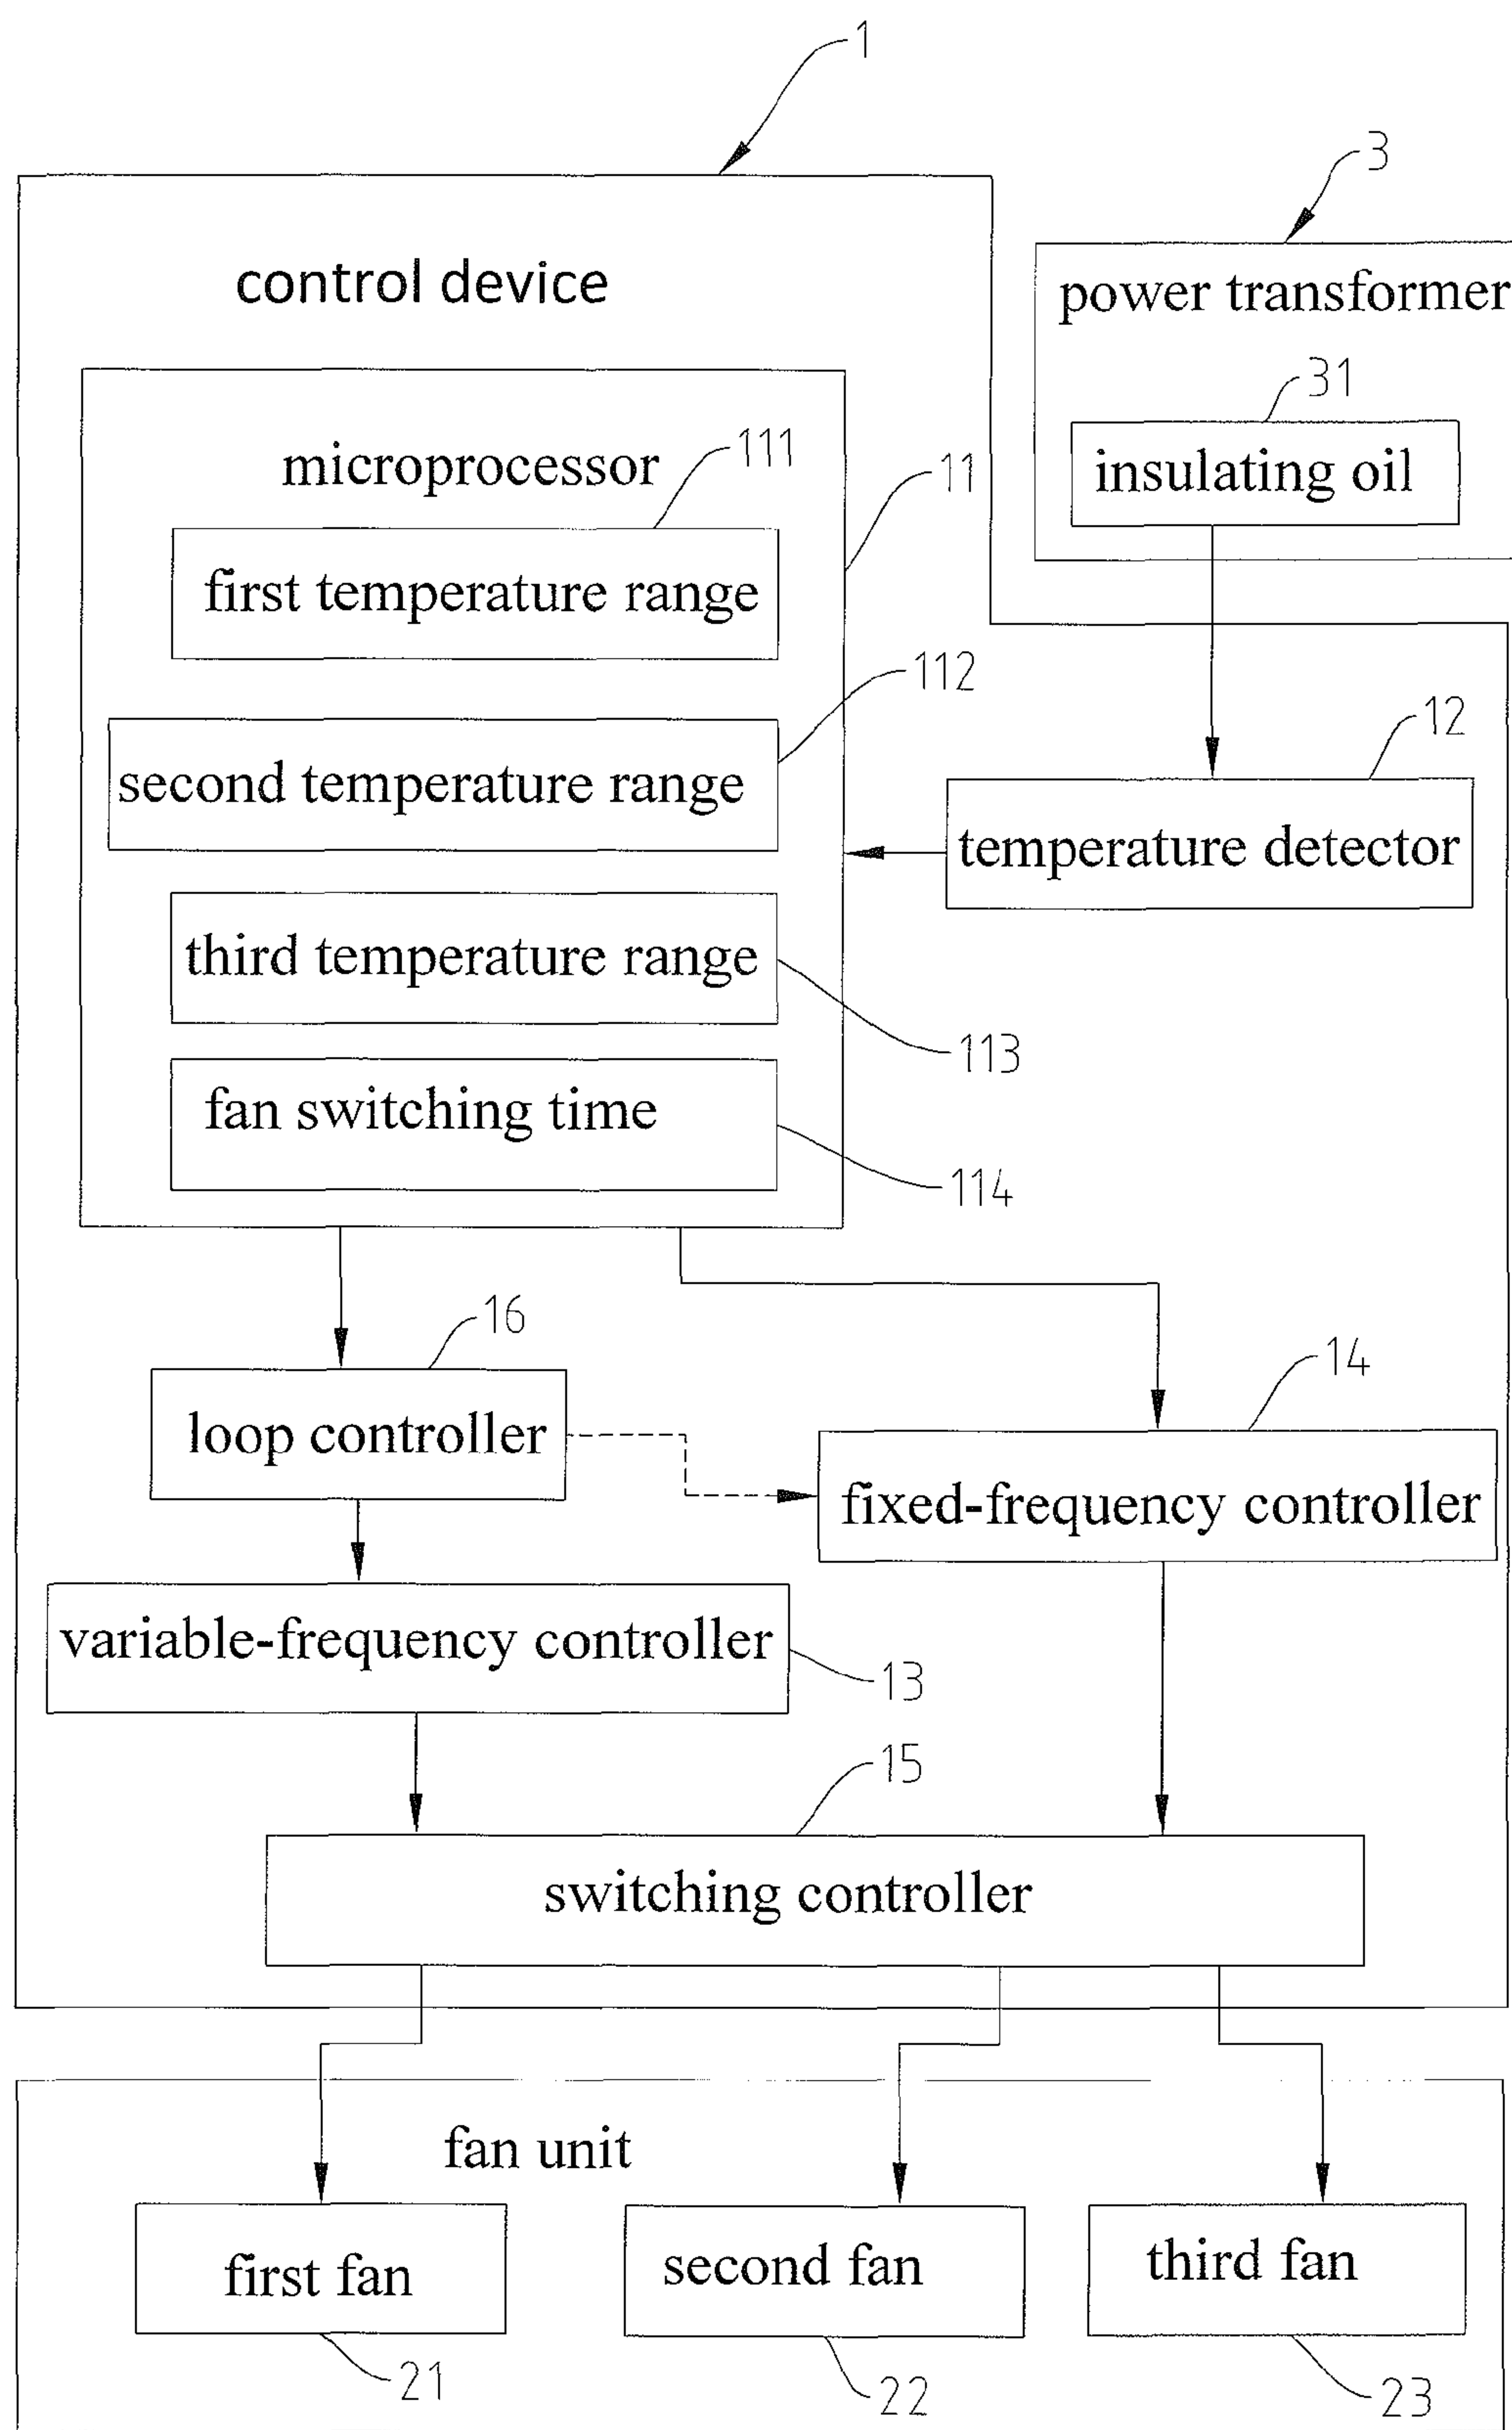 1
3
control device
power transformer
31
insulating oil
microprocessor
111
11
first temperature range
112
second temperature range
12
temperature detector
third temperature range
113
fan switching time
114
16
loop controller
14
fixed-frequency controller
variable-frequency controller
13
15
switching controller
fan unit
first fan
second fan
third fan
21
22
23